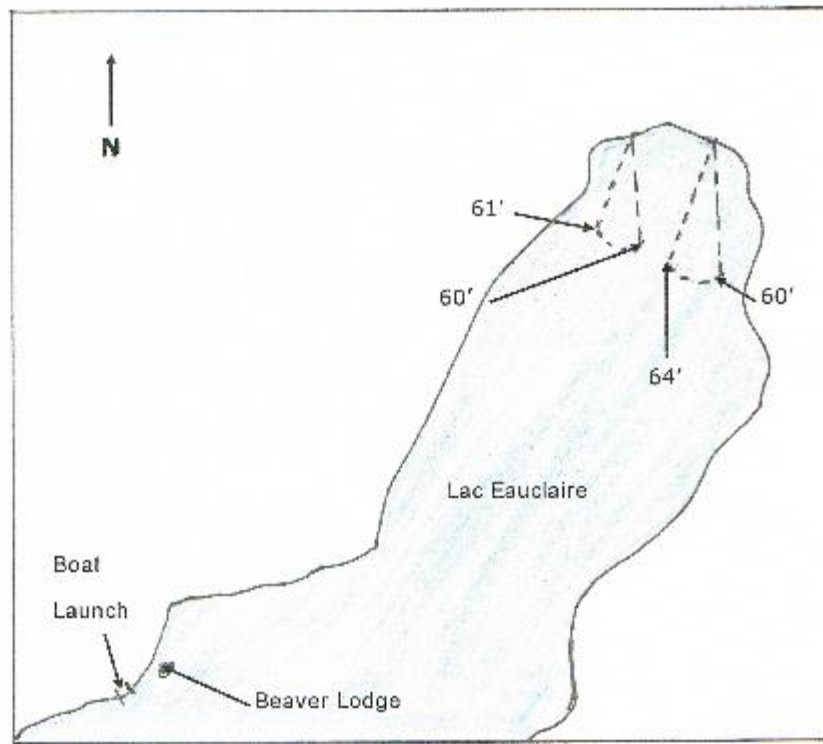 N
61'
60'
60'
64'
Lac Eauclaire
Boat
Launch
Beaver Lodge